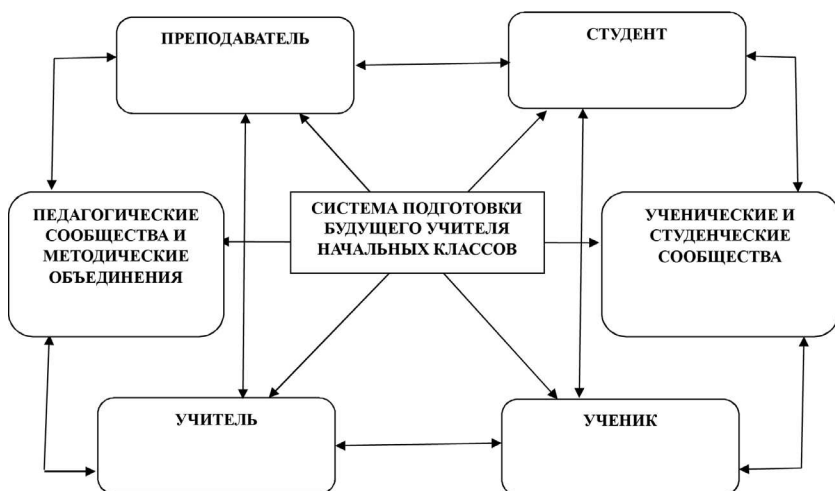 ПРЕПОДАВАТЕЛЬ
СТУДЕНТ
ПЕДАГОГИЧЕСКИЕ
СООБЩЕСТВА И
МЕТОДИЧЕСКИЕ
ОБЪЕДИНЕНИЯ
СИСТЕМА ПОДГОТОВКИ
БУДУЩЕГО УЧИТЕЛЯ
НАЧАЛЬНЫХ КЛАССОВ
УЧЕНИЧЕСКИЕ И
СТУДЕНЧЕСКИЕ
СООБЩЕСТВА
УЧИТЕЛЬ
УЧЕНИК